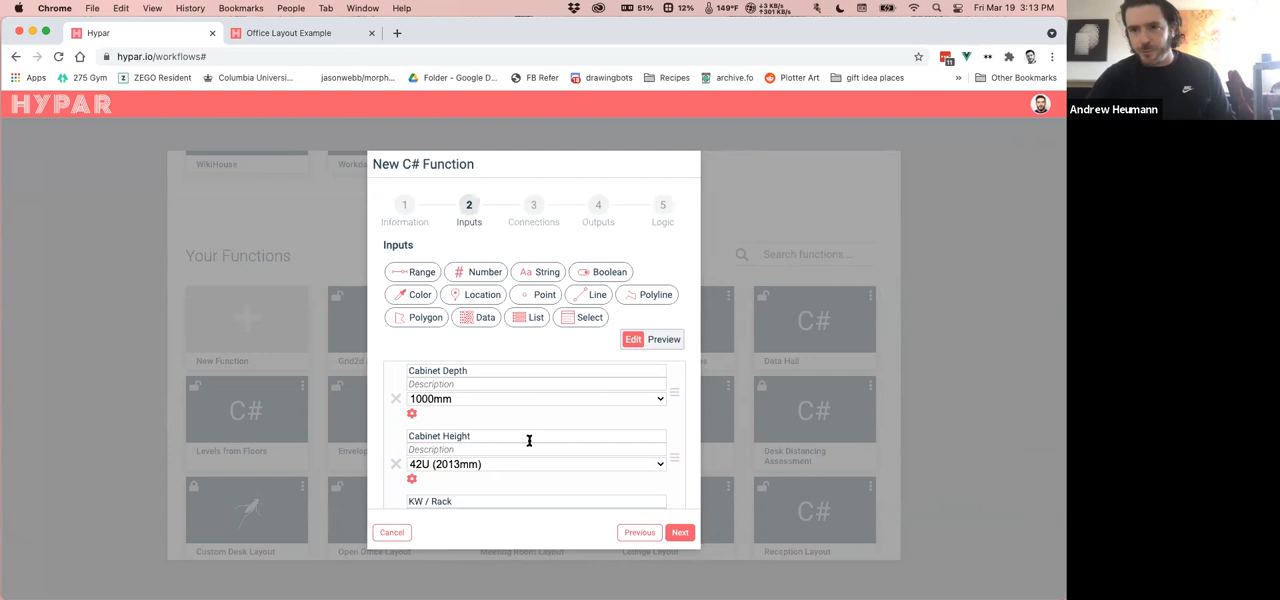 Chrome File Edit View History Bookmarks People Tab Window Help 51% 12% 149°F ↓3 KB/s ↑301 KB/s Fri Mar 19 3:13 PM
Hypar Office Layout Example
hypar.io/workflows# 11
Apps 275 Gym ZEGO Resident Columbia Universi... jasonwebb/morph... Folder - Google D... FB Refer drawingbots Recipes archive.fo Plotter Art gift idea places » Other Bookmarks
HYPAR
Andrew Heumann
WikiHouse
New C# Function
1 2 3 4 5
Information Inputs Connections Outputs Logic
Your Functions
Search functions...
Inputs
Range # Number Aa String Boolean
Color Location Point Line Polyline
Polygon Data List Select
Edit Preview
New Function
C#
Data Hall
Cabinet Depth
Description
1000mm
Cabinet Height
Description
42U (2013mm)
KW / Rack
C#
C#
Levels from Floors
Desk Distancing Assessment
C#
Cancel Previous Next
Custom Desk Layout Open Office Layout Meeting Room Layout Lounge Layout Reception Layout